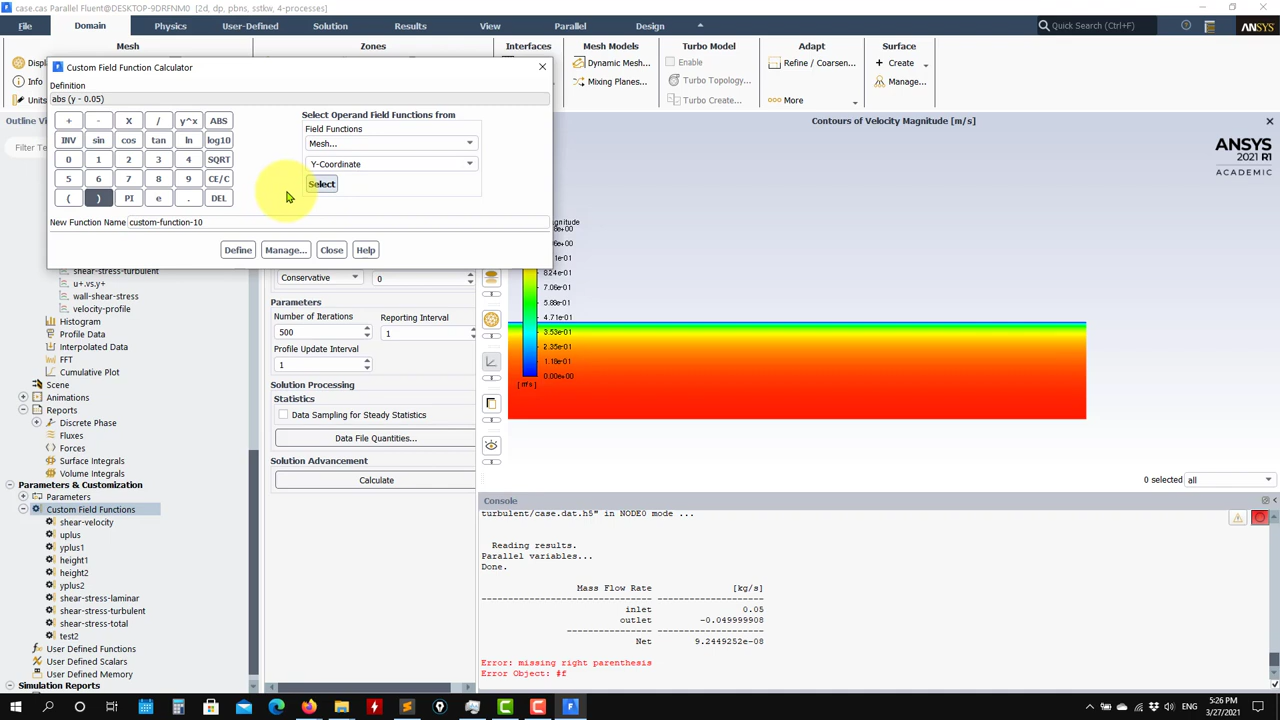 case.cas Parallel Fluent@DESKTOP-9DRFNM0 [2d, dp, pbns, sstkw, 4-processes]
File Domain Physics User-Defined Solution Results View Parallel Design Quick Search (Ctrl+F) ANSYS
Mesh Zones Interfaces Mesh Models Turbo Model Adapt Surface
Displ Dynamic Mesh... Enable Refine / Coarsen... + Create
Info Mixing Planes... Turbo Topology... Manage...
Units Turbo Create... More
Custom Field Function Calculator
Definition
abs (y - 0.05)
+ - X / y^x ABS
INV sin cos tan ln log10
0 1 2 3 4 SQRT
5 6 7 8 9 CE/C
( ) PI e . DEL
Select Operand Field Functions from
Field Functions
Mesh...
Y-Coordinate
Select
New Function Name custom-function-10
Define Manage... Close Help
Outline Vi
Filter Text
shear-stress-turbulent
u+.vs.y+
wall-shear-stress
velocity-profile
Histogram
Profile Data
Interpolated Data
FFT
Cumulative Plot
Scene
Animations
Reports
Discrete Phase
Fluxes
Forces
Surface Integrals
Volume Integrals
Parameters & Customization
Parameters
Custom Field Functions
shear-velocity
uplus
yplus1
height1
height2
yplus2
shear-stress-laminar
shear-stress-turbulent
shear-stress-total
test2
User Defined Functions
User Defined Scalars
User Defined Memory
Simulation Reports
Conservative 0
Parameters
Number of Iterations Reporting Interval
500 1
Profile Update Interval
1
Solution Processing
Statistics
Data Sampling for Steady Statistics
Data File Quantities...
Solution Advancement
Calculate
Contours of Velocity Magnitude [m/s]
ANSYS
2021 R1
ACADEMIC
gnitude
8.24e-01
7.06e-01
5.88e-01
4.71e-01
3.53e-01
2.35e-01
1.18e-01
0.00e+00
[ m/s ]
0 selected all
Console
turbulent/case.dat.h5" in NODE0 mode ...
Reading results.
Parallel variables...
Done.
Mass Flow Rate [kg/s]
-------------------------------- --------------------
inlet 0.05
outlet -0.049999908
---------------- --------------------
Net 9.2449252e-08
Error: missing right parenthesis
Error Object: #f
5:26 PM
3/27/2021